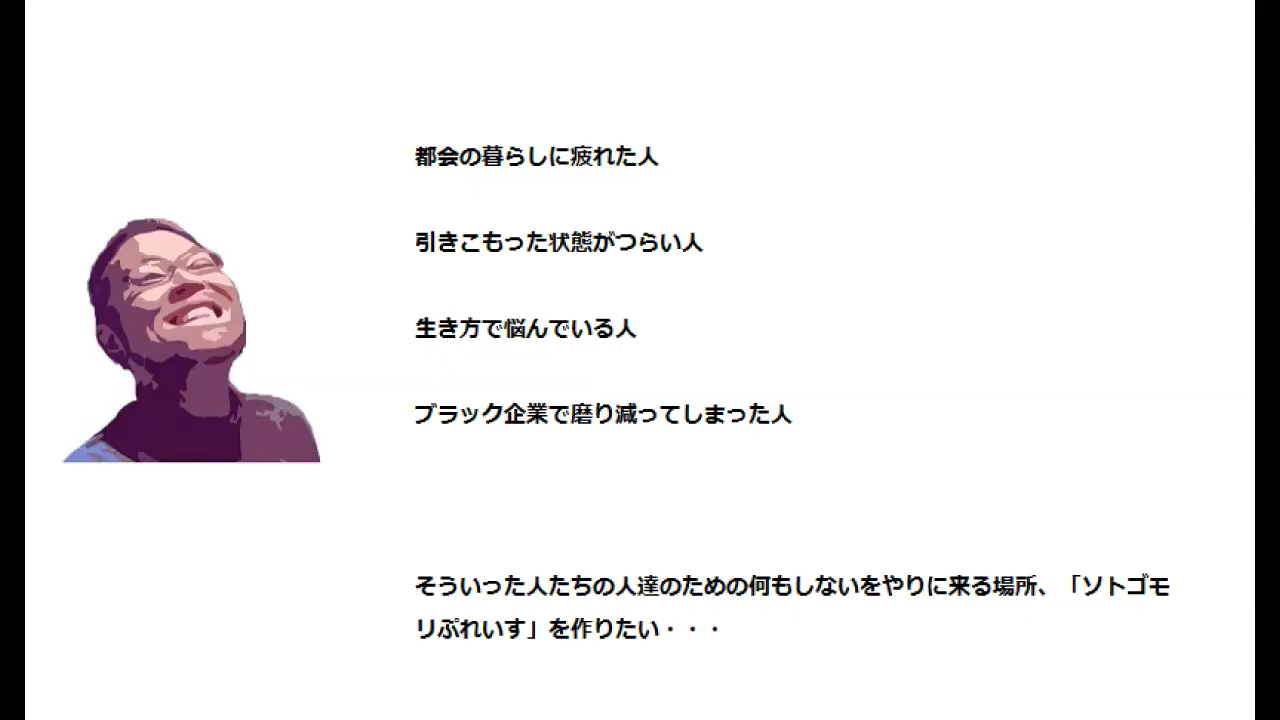 都会の暮らしに疲れた人
引きこもった状態がつらい人
生き方で悩んでいる人
ブラック企業で磨り減ってしまった人
そういった人たちの人達のための何もしないをやりに来る場所、「ソトゴモ
リぷれいす」を作りたい・・・